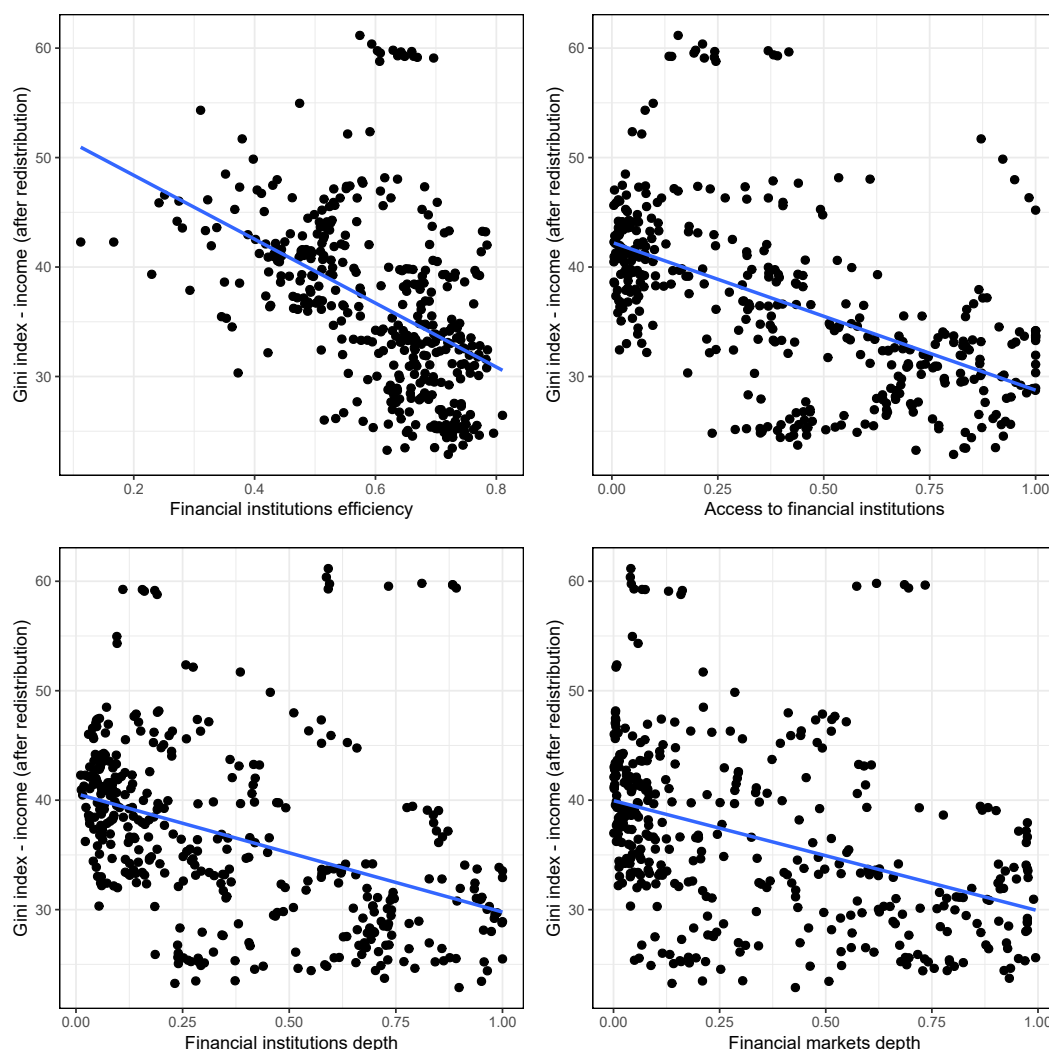 Gini index - income (after redistribution)
60
50
40
30
0.2 0.4 0.6 0.8
Financial institutions efficiency
Gini index - income (after redistribution)
60
50
40
30
0.00 0.25 0.50 0.75 1.00
Access to financial institutions
Gini index - income (after redistribution)
60
50
40
30
0.00 0.25 0.50 0.75 1.00
Financial institutions depth
Gini index - income (after redistribution)
60
50
40
30
0.00 0.25 0.50 0.75 1.00
Financial markets depth